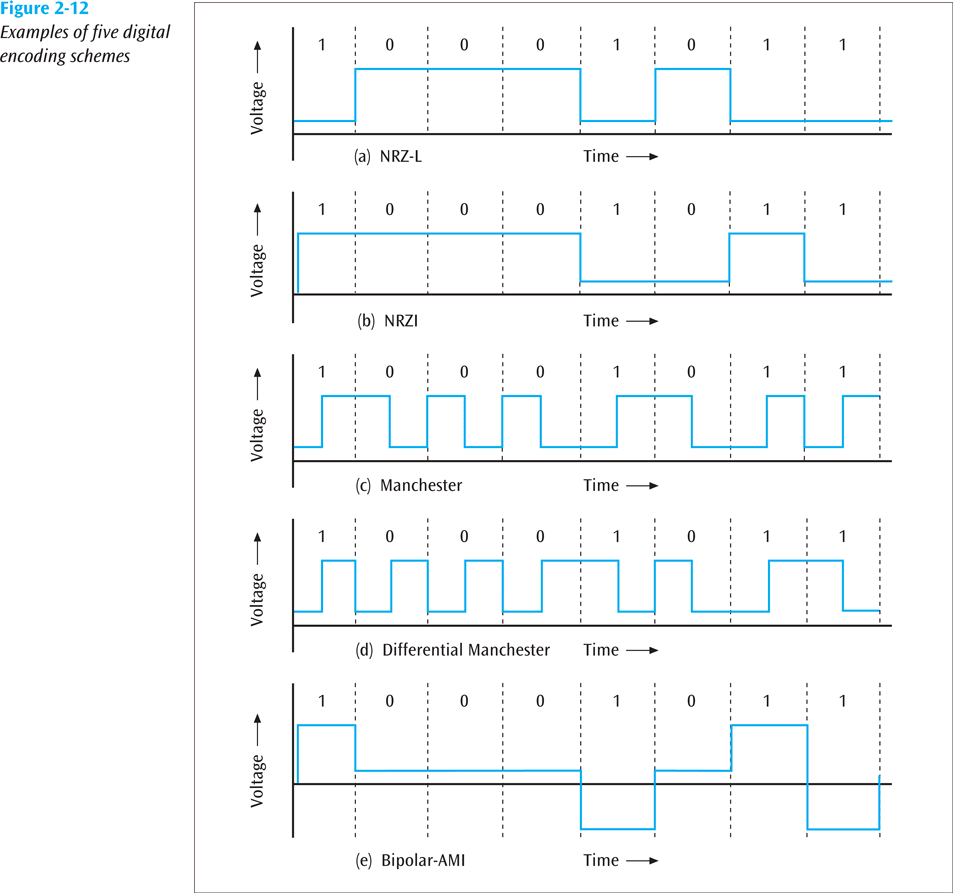 Figure 2-12
Examples of five digital
encoding schemes
1 0 0 0 1 0 1 1
Voltage
(a) NRZ-L Time
1 0 0 0 1 0 1 1
Voltage
(b) NRZI Time
1 0 0 0 1 0 1 1
Voltage
(c) Manchester Time
1 0 0 0 1 0 1 1
Voltage
(d) Differential Manchester Time
1 0 0 0 1 0 1 1
Voltage
(e) Bipolar-AMI Time